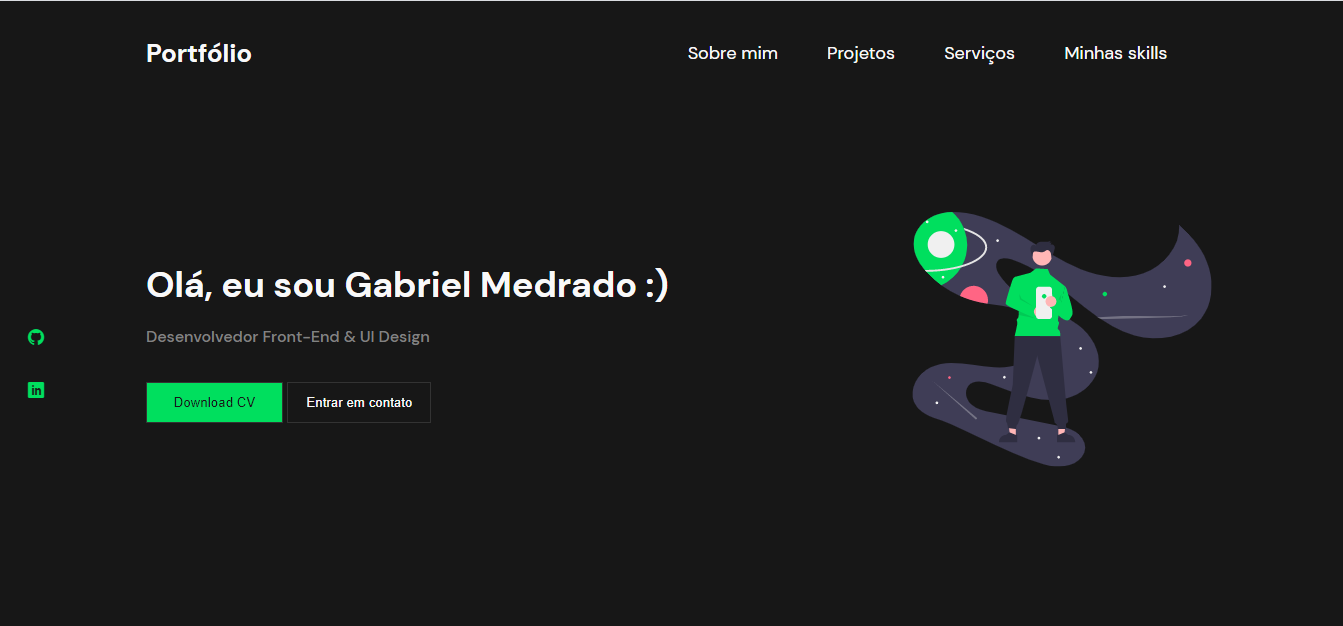 Portfólio
Sobre mim
Projetos
Serviços
Minhas skills
Olá, eu sou Gabriel Medrado :)
Desenvolvedor Front-End & UI Design
in
Download CV
Entrar em contato